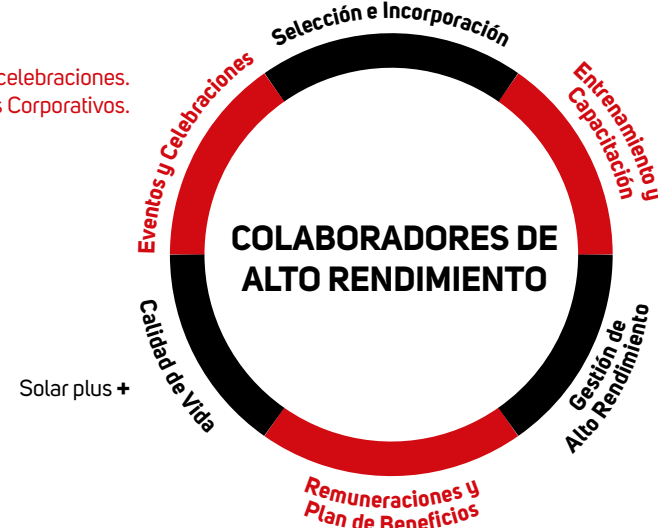 Selección e Incorporación
celebraciones.
Corporativos.
Eventos y Celebraciones
Entrenamiento y
Capacitación
COLABORADORES DE
ALTO RENDIMIENTO
Calidad de Vida
Solar plus +
Gestión de
Alto Rendimiento
Remuneraciones y
Plan de Beneficios